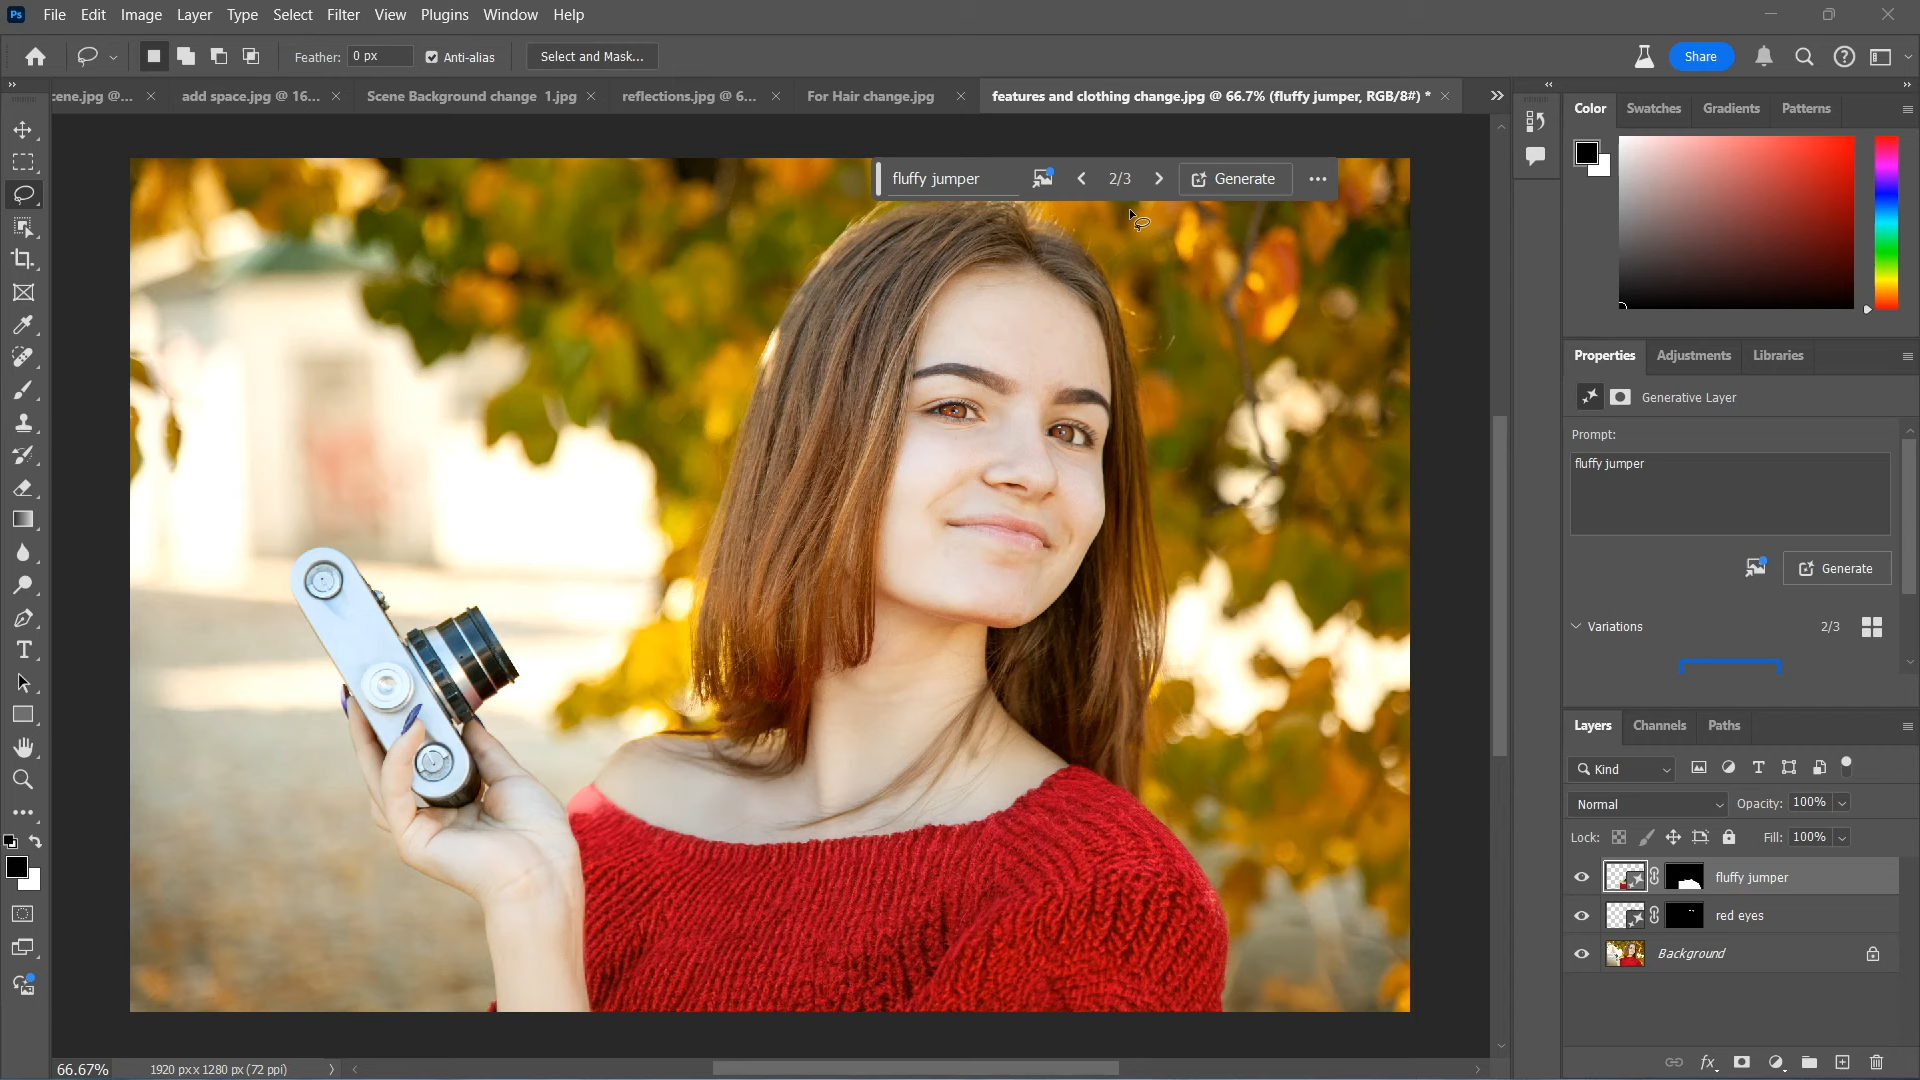 Ps File Edit Image Layer Type Select Filter View Plugins Window Help
Feather: 0 px Anti-alias Select and Mask... Share
cene.jpg @... × add space.jpg @ 16... × Scene Background change 1.jpg × reflections.jpg @ 6... × For Hair change.jpg × features and clothing change.jpg @ 66.7% (fluffy jumper, RGB/8#) * ×
fluffy jumper 2/3 Generate
Color Swatches Gradients Patterns
Properties Adjustments Libraries
Generative Layer
Prompt:
fluffy jumper
Generate
Variations 2/3
Layers Channels Paths
Kind
Normal Opacity: 100%
Lock: Fill: 100%
fluffy jumper
red eyes
Background
66.67% 1920 px x 1280 px (72 ppi)